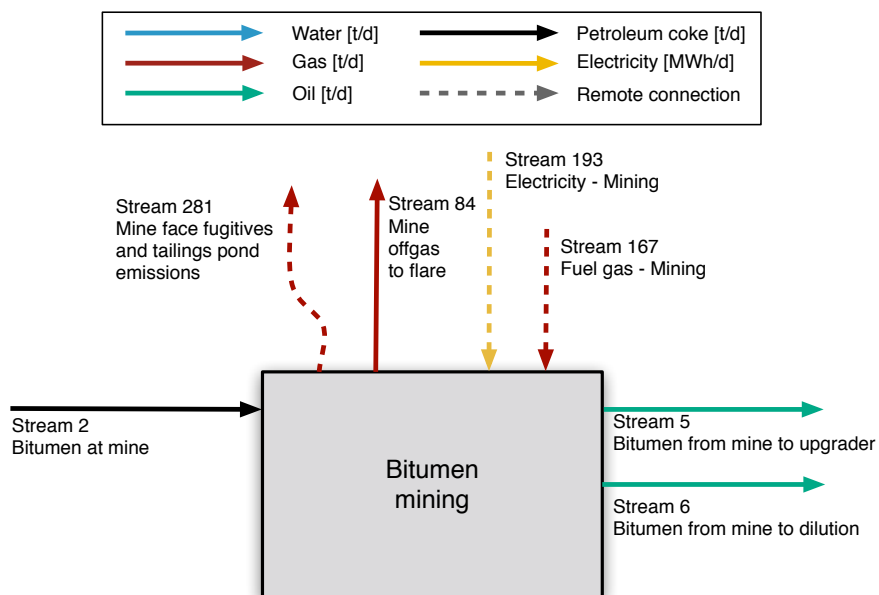 Water [t/d]
Gas [t/d]
Oil [t/d]
Petroleum coke [t/d]
Electricity [MWh/d]
Remote connection
Stream 281
Mine face fugitives
and tailings pond
emissions
Stream 84
Mine
offgas
to flare
Stream 193
Electricity - Mining
Stream 167
Fuel gas - Mining
Stream 2
Bitumen at mine
Bitumen
mining
Stream 5
Bitumen from mine to upgrader
Stream 6
Bitumen from mine to dilution